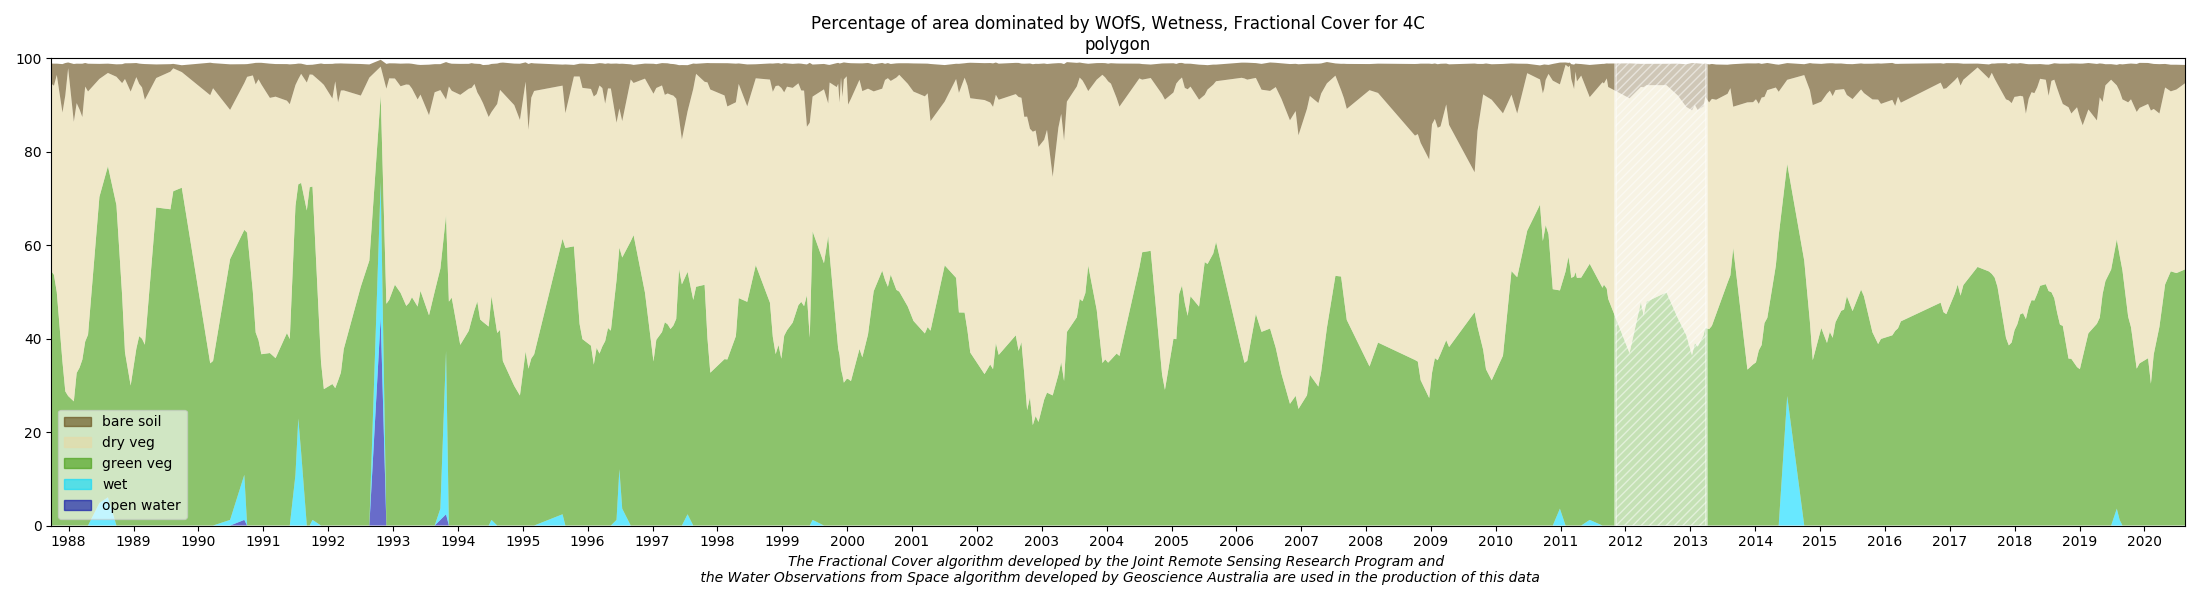 Percentage of area dominated by WOfS, Wetness, Fractional Cover for 4C
polygon
100
80
60
40
20
0
bare soil
dry veg
green veg
wet
open water
1988 1989 1990 1991 1992 1993 1994 1995 1996 1997 1998 1999 2000 2001 2002 2003 2004 2005 2006 2007 2008 2009 2010 2011 2012 2013 2014 2015 2016 2017 2018 2019 2020
The Fractional Cover algorithm developed by the Joint Remote Sensing Research Program and
the Water Observations from Space algorithm developed by Geoscience Australia are used in the production of this data